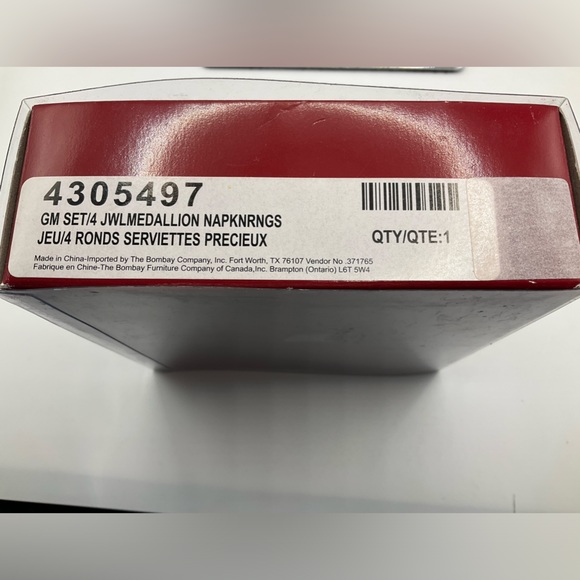 4305497
GM SET/4 JWLMEDALLION NAPKNRNGS
JEU/4 RONDS SERVIETTES PRECIEUX
QTY/QTE:1
Made in China-Imported by The Bombay Company, Inc. Fort Worth, TX 76107 Vendor No .371765
Fabrique en Chine-The Bombay Furniture Company of Canada,Inc. Brampton (Ontario) L6T 5W4